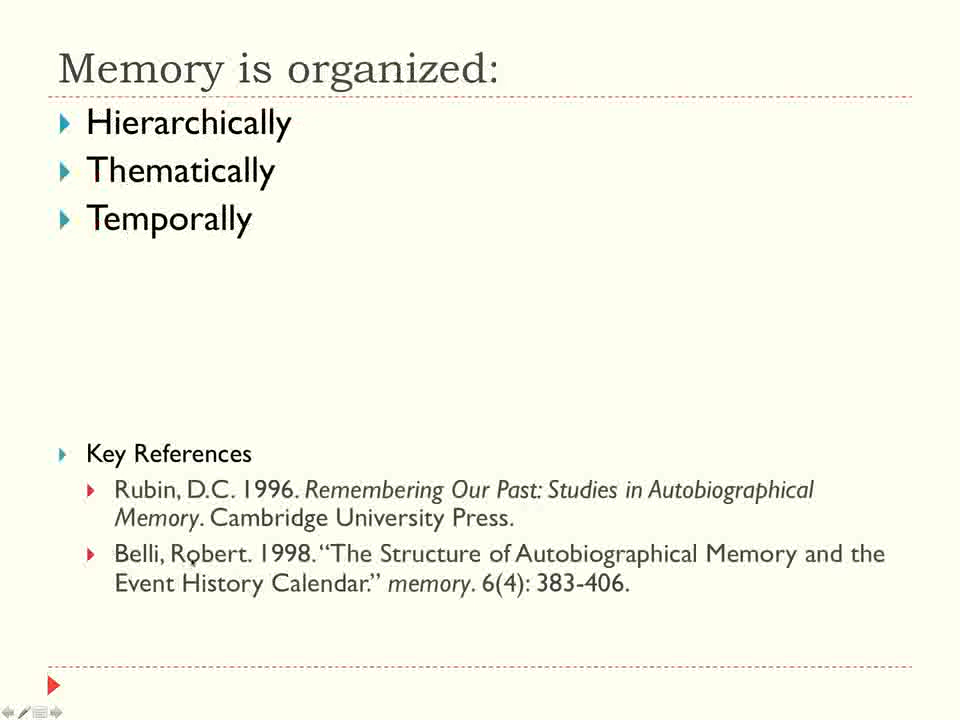 Memory is organized:
Hierarchically
Thematically
Temporally
Key References
Rubin, D.C. 1996. Remembering Our Past: Studies in Autobiographical
Memory. Cambridge University Press.
Belli, Robert. 1998. “The Structure of Autobiographical Memory and the
Event History Calendar.” memory. 6(4): 383-406.